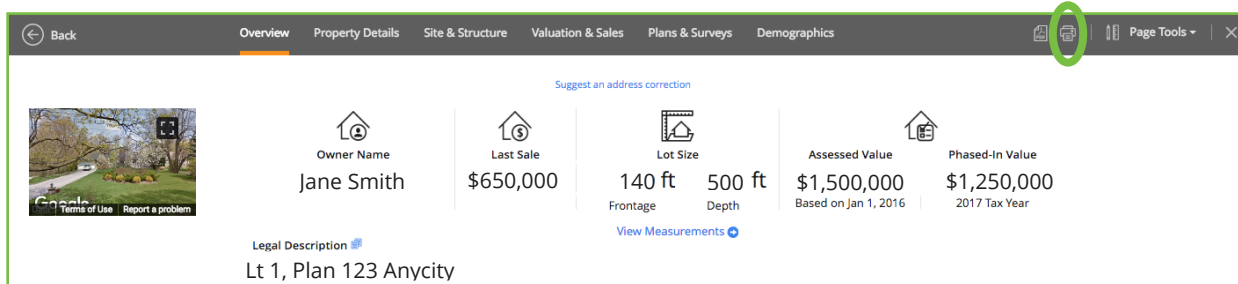 Back Overview Property Details Site & Structure Valuation & Sales Plans & Surveys Demographics Page Tools
Suggest an address correction
Owner Name Last Sale Lot Size Assessed Value Phased-In Value
Jane Smith $650,000 140 ft 500 ft $1,500,000 $1,250,000
Frontage Depth Based on Jan 1, 2016 2017 Tax Year
Google
Terms of Use Report a problem
View Measurements
Legal Description
Lt 1, Plan 123 Anycity